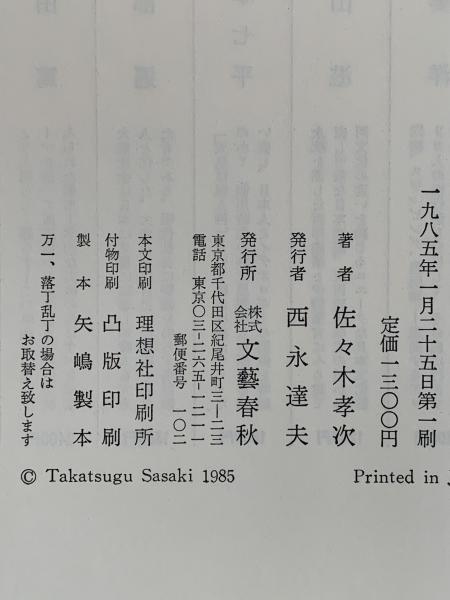 一九八五年一月二十五日第一刷
定価一三〇〇円
著者 佐々木孝次
発行者 西永達夫
発行所 株式会社 文藝春秋
東京都千代田区紀尾井町三―二三
電話 東京〇三―二六五―一二一一
郵便番号 一〇二
本文印刷 理想社印刷所
付物印刷 凸版印刷
製本 矢嶋製本
万一、落丁乱丁の場合は
お取替え致します
© Takatsugu Sasaki 1985
Printed in